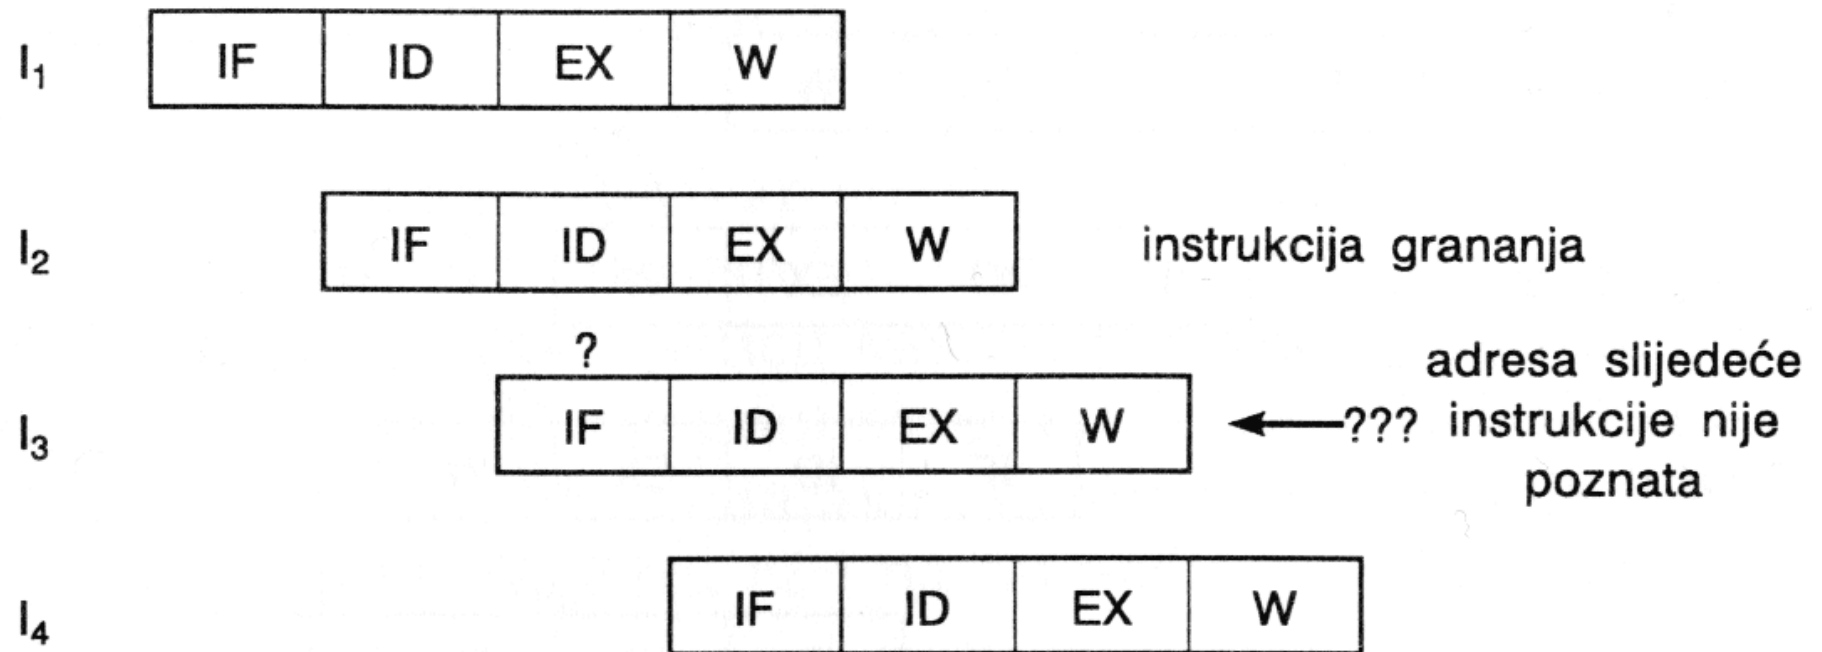 I₁ IF ID EX W
I₂ IF ID EX W instrukcija grananja
?
I₃ IF ID EX W ??? adresa slijedeće
instrukcije nije
poznata
I₄ IF ID EX W